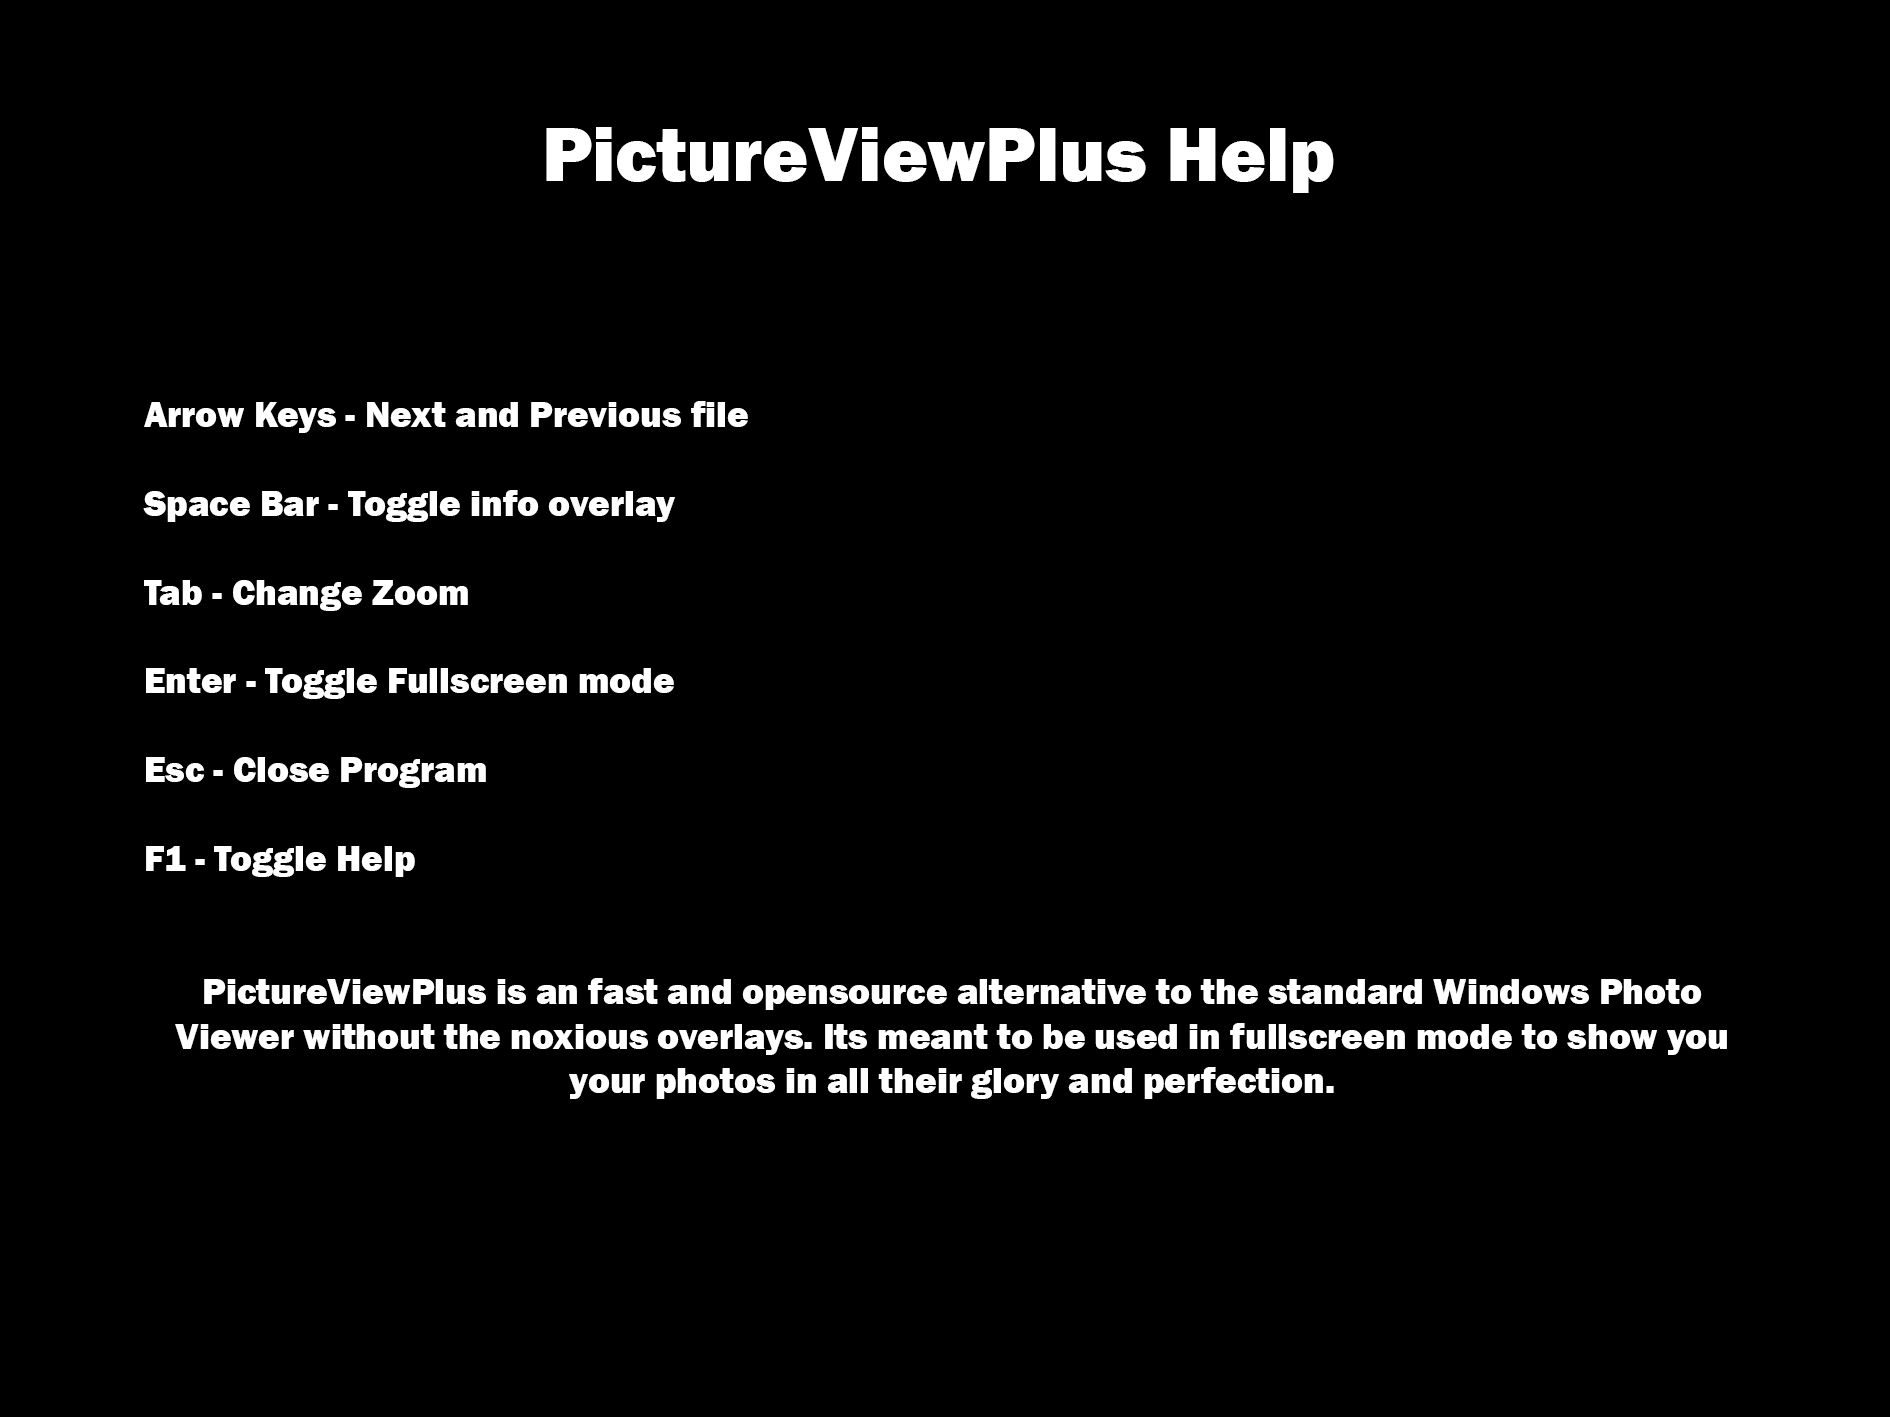 PictureViewPlus Help
Arrow Keys - Next and Previous file
Space Bar - Toggle info overlay
Tab - Change Zoom
Enter - Toggle Fullscreen mode
Esc - Close Program
F1 - Toggle Help
PictureViewPlus is an fast and opensource alternative to the standard Windows Photo
Viewer without the noxious overlays. Its meant to be used in fullscreen mode to show you
your photos in all their glory and perfection.